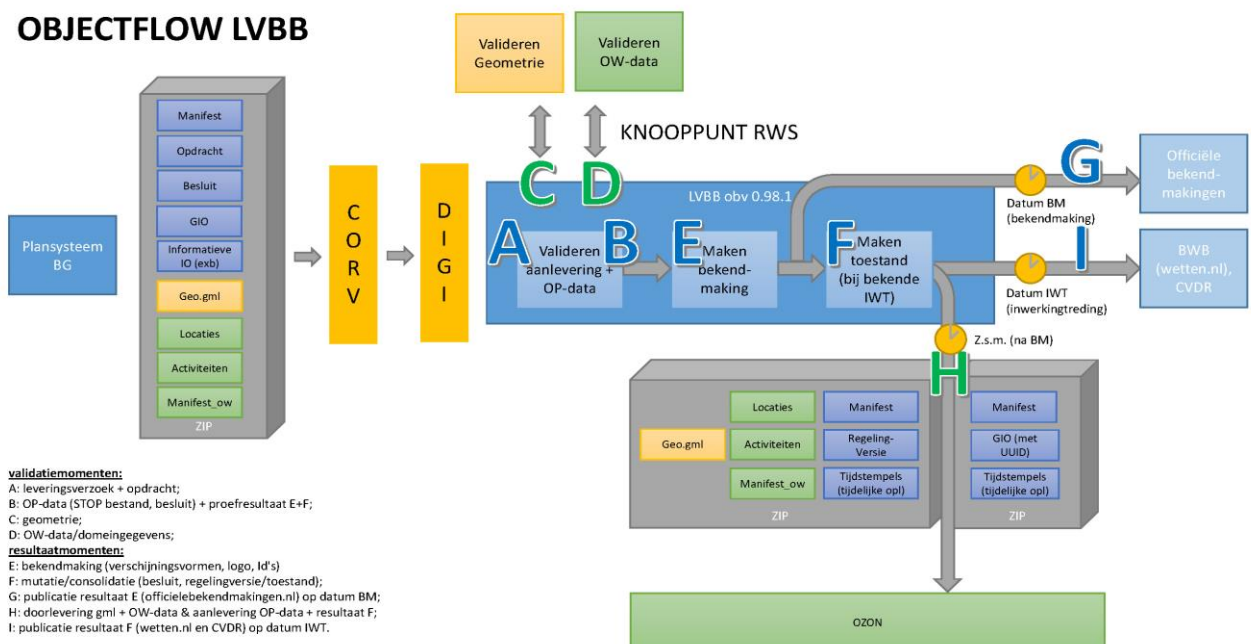 OBJECTFLOW LVBB
Valideren
Geometrie
Valideren
OW-data
KNOOPPUNT RWS
Plansysteem
BG
Manifest
Opdracht
Besluit
GIO
Informatieve
IO (exb)
Geo.gml
Locaties
Activiteiten
Manifest_ow
ZIP
C
O
R
V
D
I
G
I
C
D
LVBB obv 0.98.1
A
Valideren
aanlevering +
OP-data
B
E
Maken
bekend-
making
F
Maken
toestand
(bij bekende
IWT)
G
Datum BM
(bekendmaking)
Officiële
bekend-
makingen
I
Datum IWT
(inwerkingtreding)
BWB
(wetten.nl),
CVDR
Z.s.m. (na BM)
H
Geo.gml
Locaties
Activiteiten
Manifest_ow
Manifest
Regeling-
Versie
Tijdstempels
(tijdelijke opl)
ZIP
Manifest
GIO (met
UUID)
Tijdstempels
(tijdelijke opl)
ZIP
OZON
validatiemomenten:
A: leveringsverzoek + opdracht;
B: OP-data (STOP bestand, besluit) + proefresultaat E+F;
C: geometrie;
D: OW-data/domeingegevens;
resultaatmomenten:
E: bekendmaking (verschijningsvormen, logo, Id's)
F: mutatie/consolidatie (besluit, regelingversie/toestand);
G: publicatie resultaat E (officielebekendmakingen.nl) op datum BM;
H: doorlevering gml + OW-data & aanlevering OP-data + resultaat F;
I: publicatie resultaat F (wetten.nl en CVDR) op datum IWT.